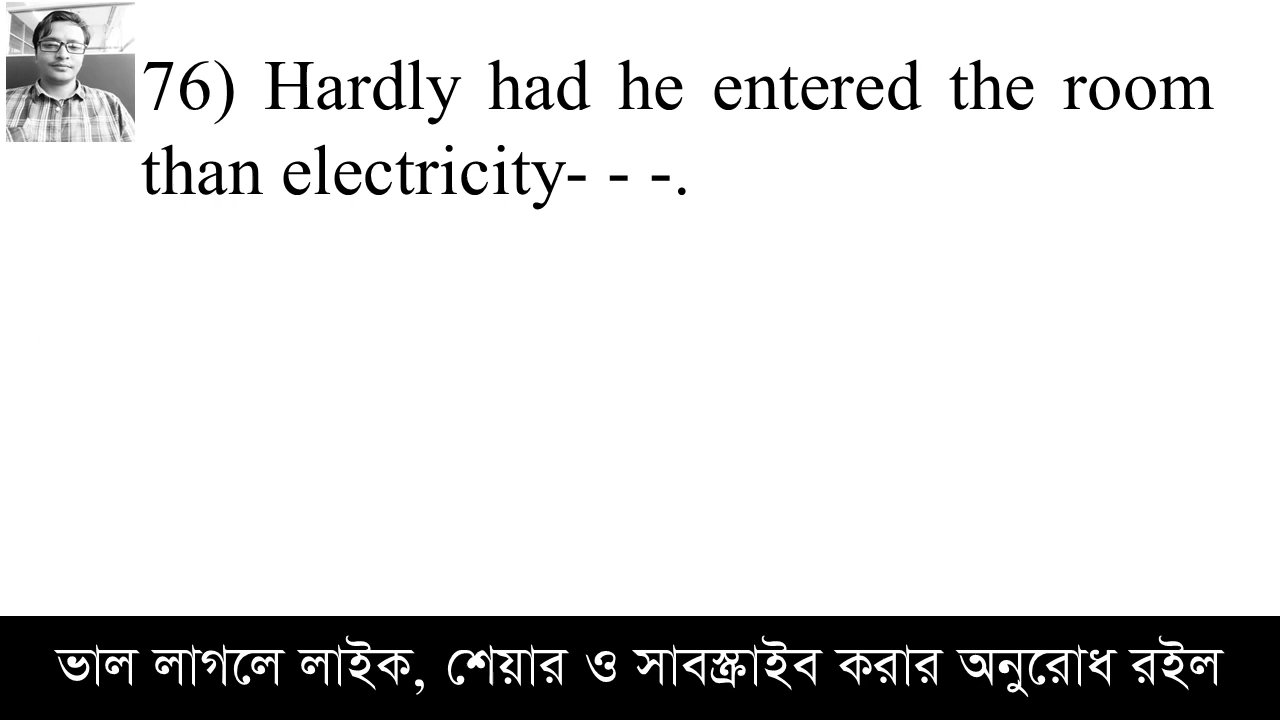 76) Hardly had he entered the room
than electricity- - -.
ভাল লাগলে লাইক, শেয়ার ও সাবস্ক্রাইব করার অনুরোধ রইল